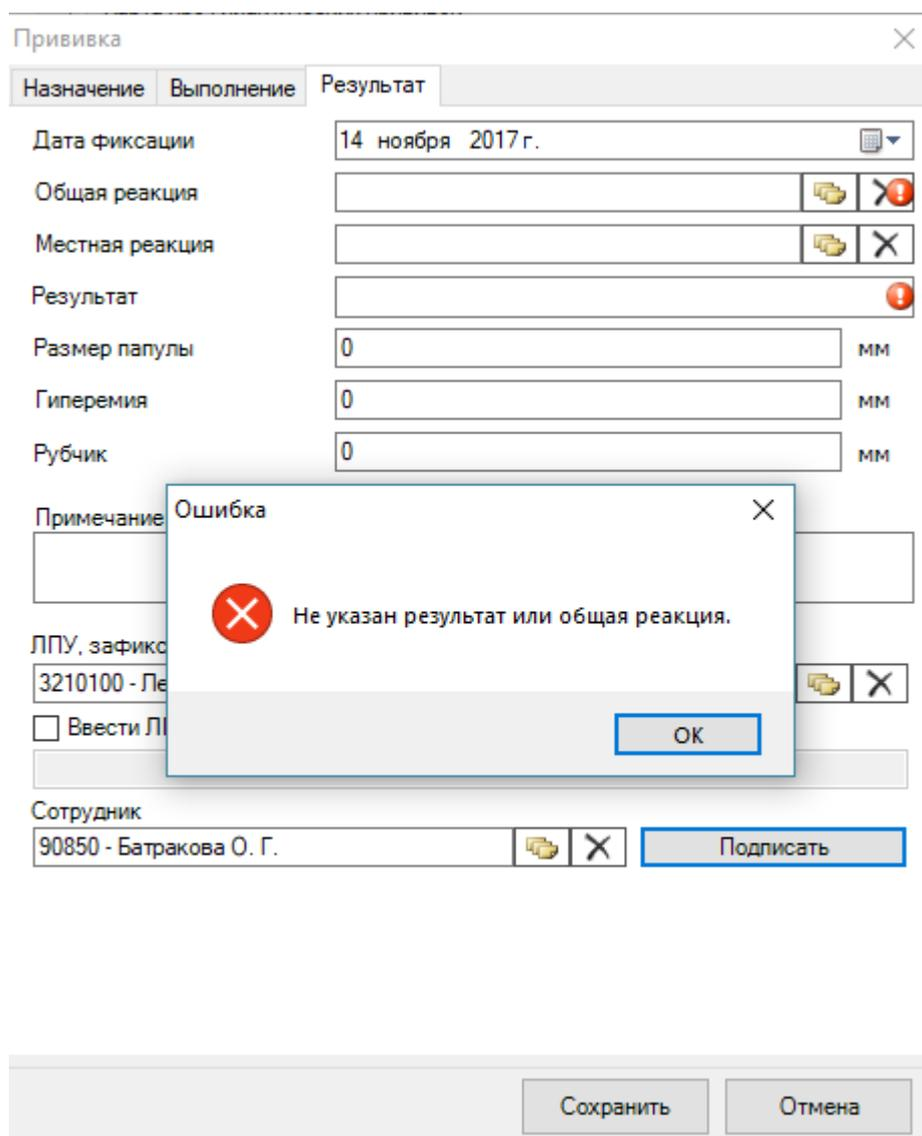 Прививка
Назначение Выполнение Результат
Дата фиксации 14 ноября 2017 г.
Общая реакция
Местная реакция
Результат
Размер папулы 0 мм
Гиперемия 0 мм
Рубчик 0 мм
Примечание
Ошибка
Не указан результат или общая реакция.
ЛПУ, зафикс
3210100 - Ле
Ввести ЛП
OK
Сотрудник
90850 - Батракова О. Г. Подписать
Сохранить Отмена